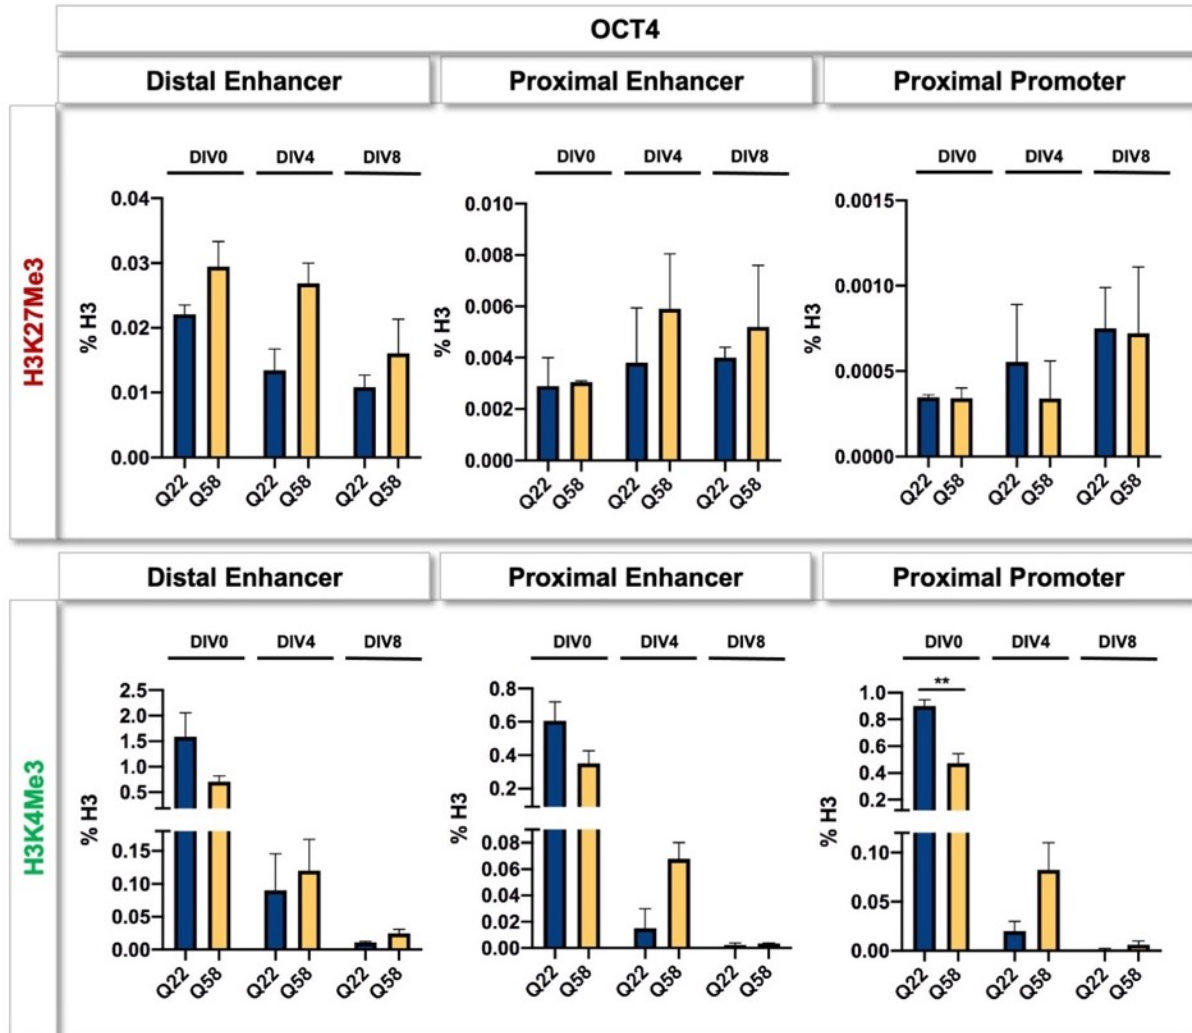 OCT4
Distal Enhancer
Proximal Enhancer
Proximal Promoter
H3K27Me3
DIV0 DIV4 DIV8
% H3
0.04
0.03
0.02
0.01
0.00
Q22 Q58 Q22 Q58 Q22 Q58
DIV0 DIV4 DIV8
% H3
0.010
0.008
0.006
0.004
0.002
0.000
Q22 Q58 Q22 Q58 Q22 Q58
DIV0 DIV4 DIV8
% H3
0.0015
0.0010
0.0005
0.0000
Q22 Q58 Q22 Q58 Q22 Q58
Distal Enhancer
Proximal Enhancer
Proximal Promoter
H3K4Me3
DIV0 DIV4 DIV8
% H3
2.5
2.0
1.5
1.0
0.5
0.15
0.10
0.05
0.00
Q22 Q58 Q22 Q58 Q22 Q58
DIV0 DIV4 DIV8
% H3
0.8
0.6
0.4
0.2
0.08
0.06
0.04
0.02
0.00
Q22 Q58 Q22 Q58 Q22 Q58
DIV0 DIV4 DIV8
**
% H3
1.0
0.8
0.6
0.4
0.2
0.10
0.05
0.00
Q22 Q58 Q22 Q58 Q22 Q58